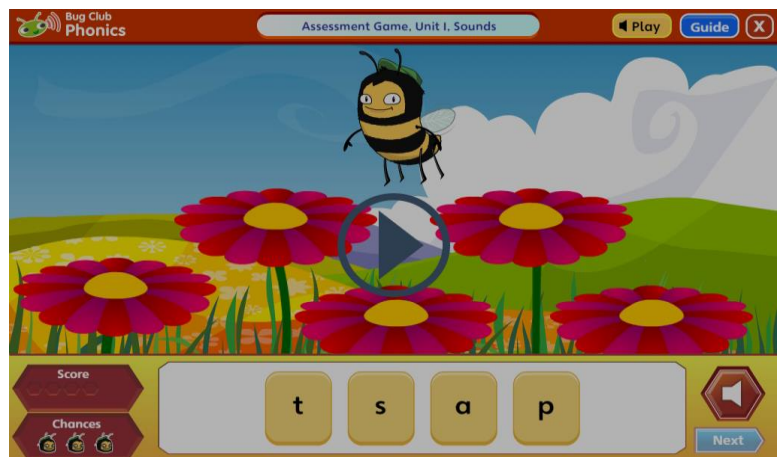 Bug Club
Phonics
Assessment Game, Unit 1, Sounds
Play
Guide
X
Score
Chances
t s a p
Next